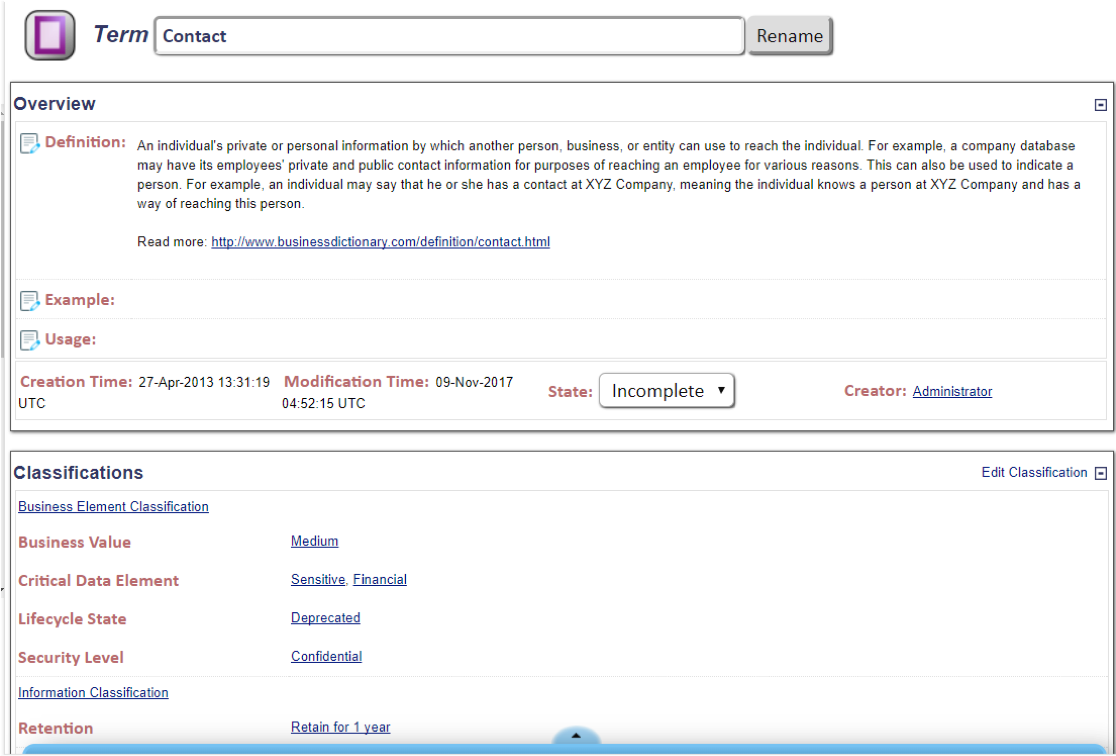 Term Contact Rename
Overview
Definition: An individual's private or personal information by which another person, business, or entity can use to reach the individual. For example, a company database
may have its employees' private and public contact information for purposes of reaching an employee for various reasons. This can also be used to indicate a
person. For example, an individual may say that he or she has a contact at XYZ Company, meaning the individual knows a person at XYZ Company and has a
way of reaching this person.
Read more: http://www.businessdictionary.com/definition/contact.html
Example:
Usage:
Creation Time: 27-Apr-2013 13:31:19 UTC
Modification Time: 09-Nov-2017 04:52:15 UTC
State: Incomplete
Creator: Administrator
Classifications Edit Classification
Business Element Classification
Business Value Medium
Critical Data Element Sensitive, Financial
Lifecycle State Deprecated
Security Level Confidential
Information Classification
Retention Retain for 1 year